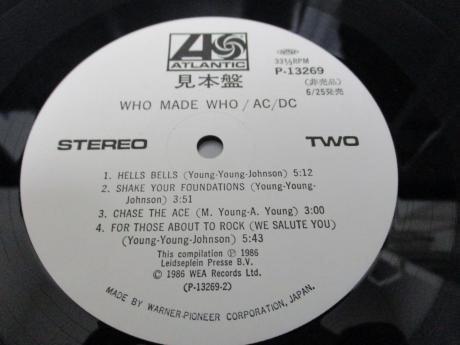 ATLANTIC
33⅓RPM
P-13269
見本盤
(非売品)
6/25発売
WHO MADE WHO / AC/DC
STEREO
TWO
1. HELLS BELLS (Young-Young-Johnson) 5:12
2. SHAKE YOUR FOUNDATIONS (Young-Young-
Johnson) 3:51
3. CHASE THE ACE (M. Young-A. Young) 3:00
4. FOR THOSE ABOUT TO ROCK (WE SALUTE YOU)
(Young-Young-Johnson) 5:43
This compilation ℗ 1986
Leidseplein Presse B.V.
© 1986 WEA Records Ltd.
(P-13269-2)
MADE BY WARNER-PIONEER CORPORATION, JAPAN.